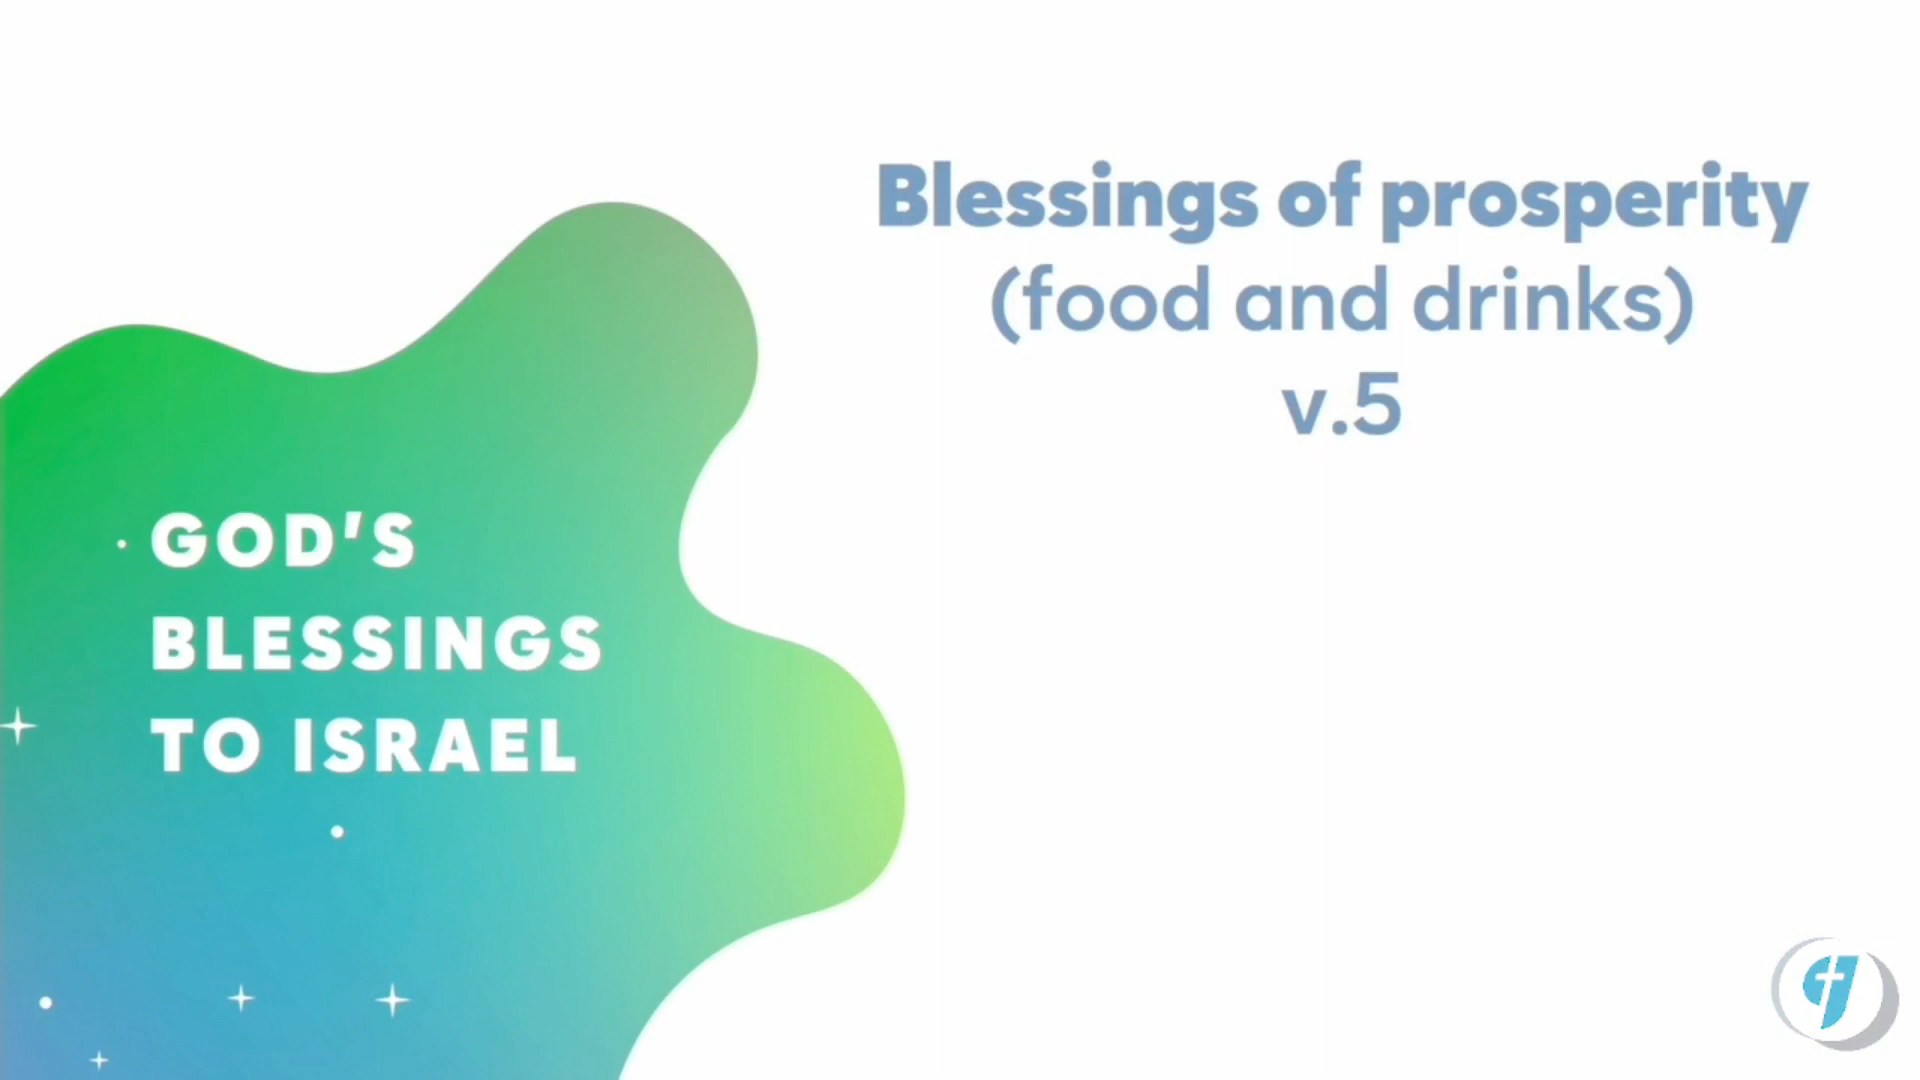 Blessings of prosperity
(food and drinks)
v.5
GOD'S
BLESSINGS
TO ISRAEL